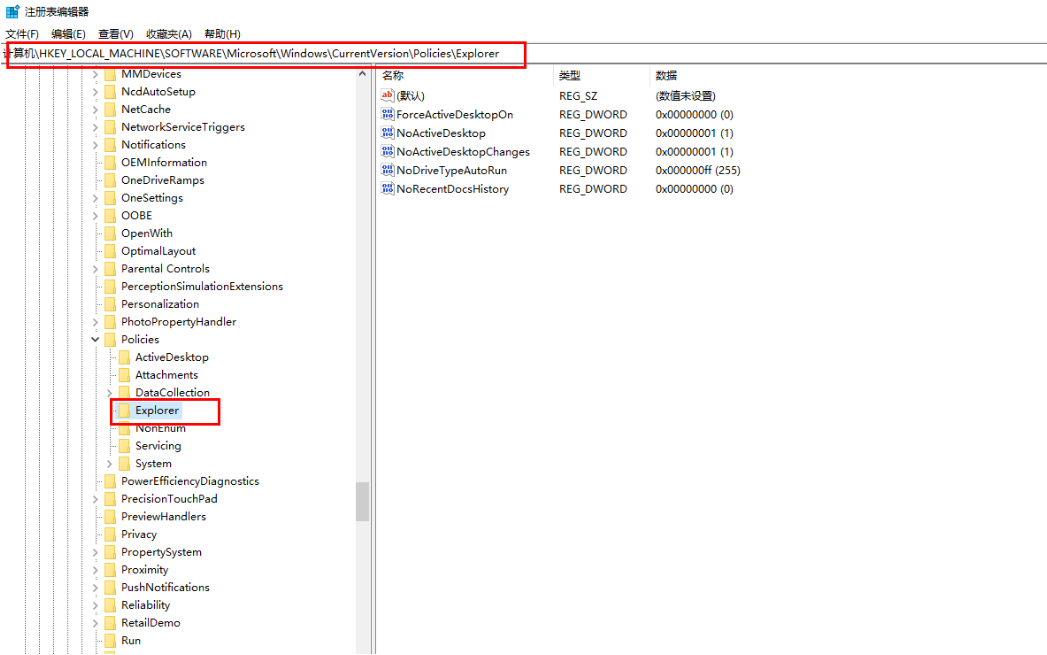 注册表编辑器
文件(F) 编辑(E) 查看(V) 收藏夹(A) 帮助(H)
计算机\HKEY_LOCAL_MACHINE\SOFTWARE\Microsoft\Windows\CurrentVersion\Policies\Explorer
MMDevices
NcdAutoSetup
NetCache
NetworkServiceTriggers
Notifications
OEMInformation
OneDriveRamps
OneSettings
OOBE
OpenWith
OptimalLayout
Parental Controls
PerceptionSimulationExtensions
Personalization
PhotoPropertyHandler
Policies
ActiveDesktop
Attachments
DataCollection
Explorer
NonEnum
Servicing
System
PowerEfficiencyDiagnostics
PrecisionTouchPad
PreviewHandlers
Privacy
PropertySystem
Proximity
PushNotifications
Reliability
RetailDemo
Run
名称 类型 数据
ab (默认) REG_SZ (数值未设置)
ForceActiveDesktopOn REG_DWORD 0x00000000 (0)
NoActiveDesktop REG_DWORD 0x00000001 (1)
NoActiveDesktopChanges REG_DWORD 0x00000001 (1)
NoDriveTypeAutoRun REG_DWORD 0x000000ff (255)
NoRecentDocsHistory REG_DWORD 0x00000000 (0)